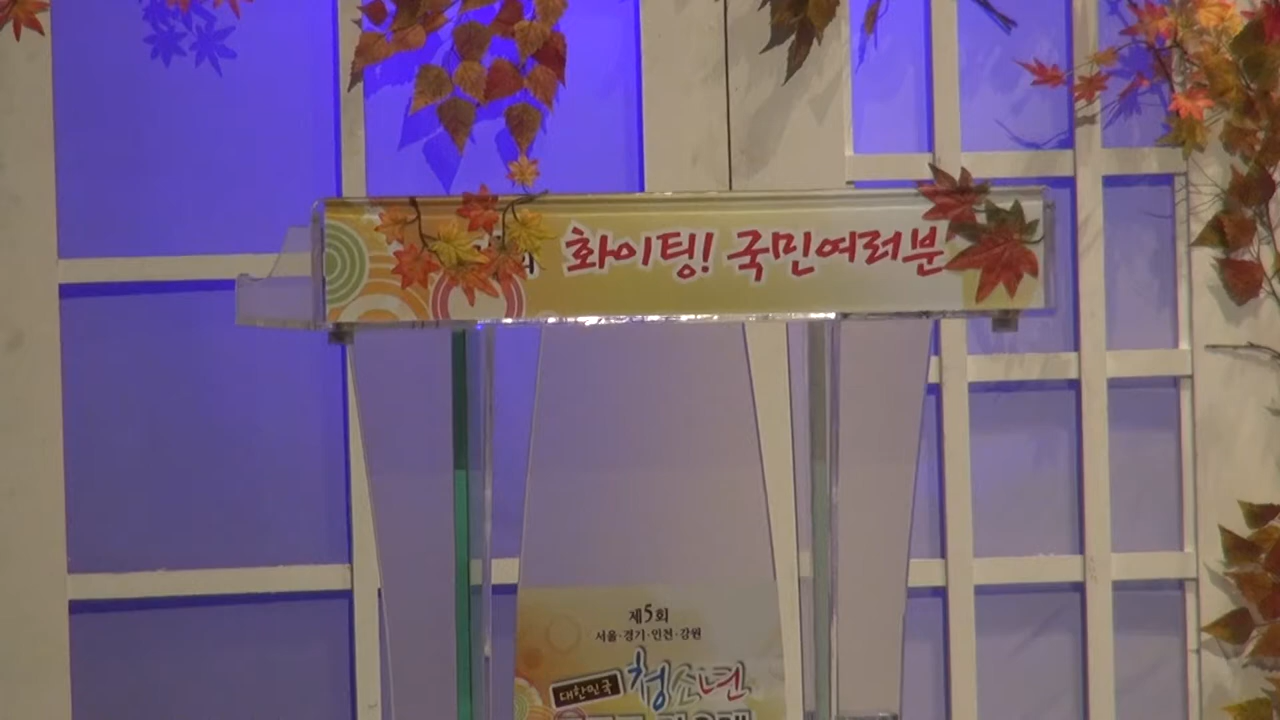 화이팅! 국민여러분
제5회
서울·경기·인천·강원
대한민국 청소년